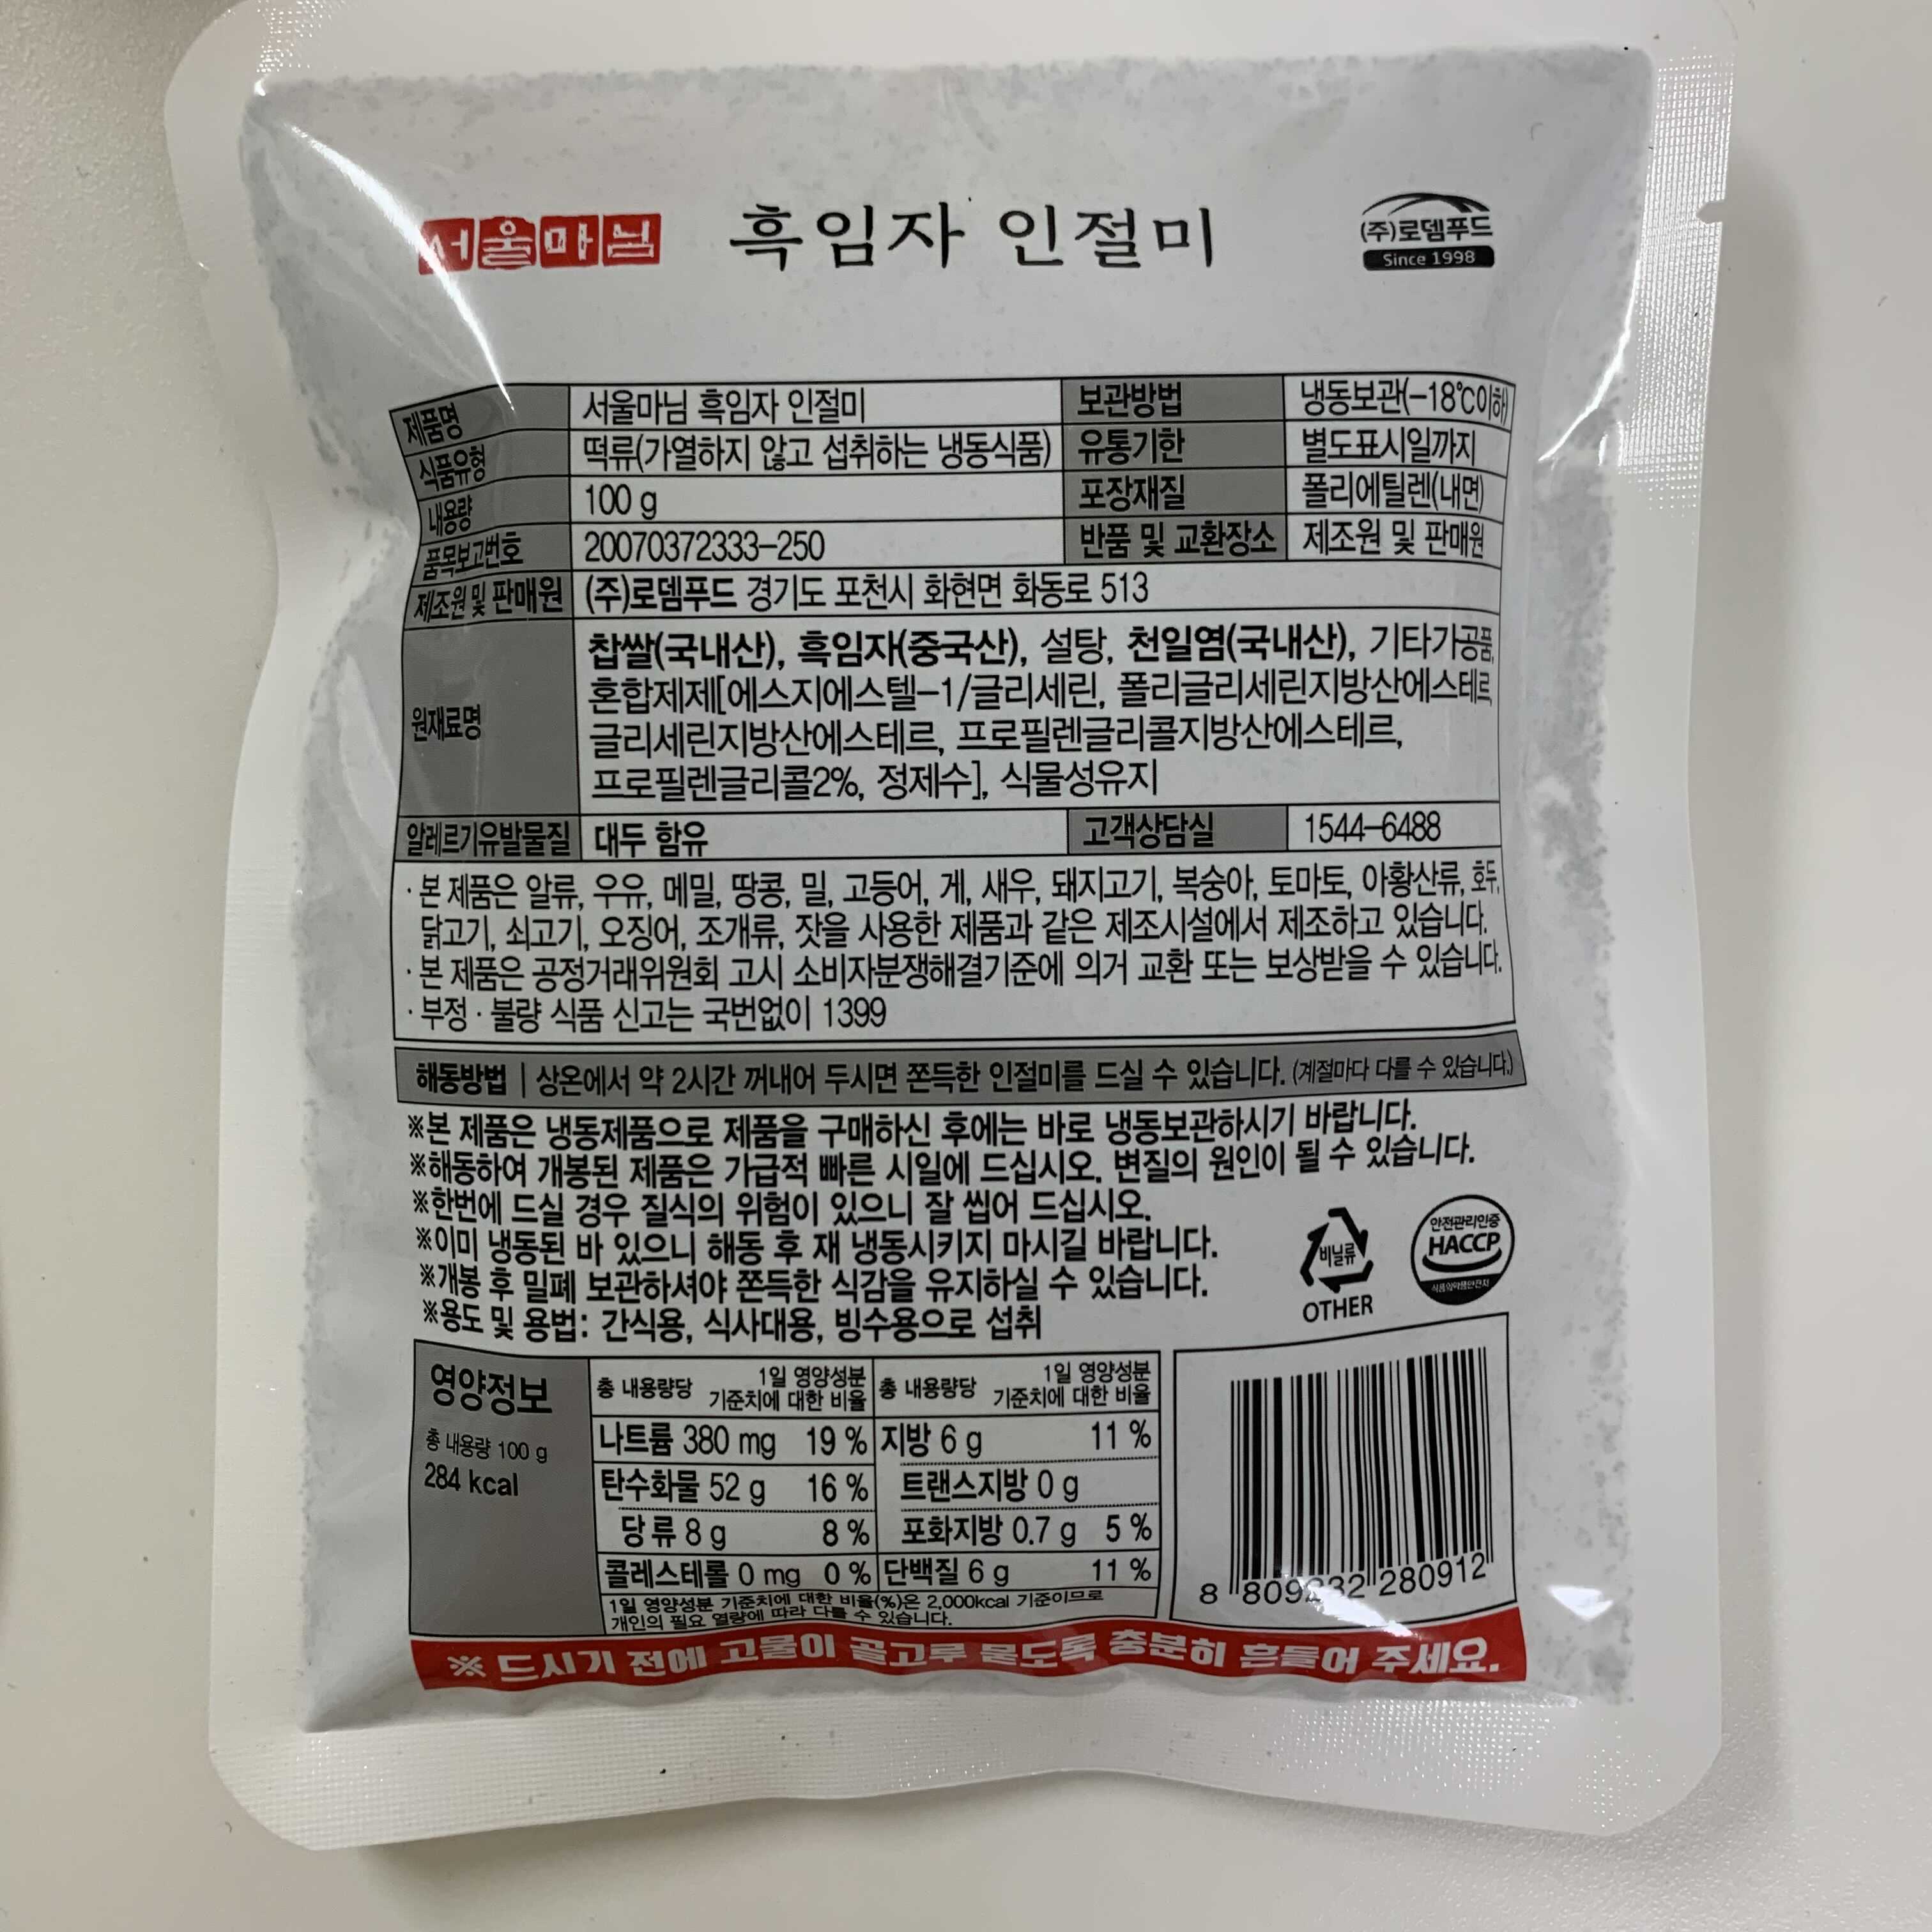 서울마님 흑임자 인절미 (주)로뎀푸드
Since 1998
제품명 서울마님 흑임자 인절미 보관방법 냉동보관(-18℃이하)
식품유형 떡류(가열하지 않고 섭취하는 냉동식품) 유통기한 별도표시일까지
내용량 100 g 포장재질 폴리에틸렌(내면)
품목보고번호 20070372333-250 반품 및 교환장소 제조원 및 판매원
제조원 및 판매원 (주)로뎀푸드 경기도 포천시 화현면 화동로 513
원재료명 찹쌀(국내산), 흑임자(중국산), 설탕, 천일염(국내산), 기타가공품,
혼합제제[에스지에스텔-1/글리세린, 폴리글리세린지방산에스테르
글리세린지방산에스테르, 프로필렌글리콜지방산에스테르,
프로필렌글리콜2%, 정제수], 식물성유지
알레르기유발물질 대두 함유 고객상담실 1544-6488
· 본 제품은 알류, 우유, 메밀, 땅콩, 밀, 고등어, 게, 새우, 돼지고기, 복숭아, 토마토, 아황산류, 호두,
닭고기, 쇠고기, 오징어, 조개류, 잣을 사용한 제품과 같은 제조시설에서 제조하고 있습니다.
· 본 제품은 공정거래위원회 고시 소비자분쟁해결기준에 의거 교환 또는 보상받을 수 있습니다.
· 부정 · 불량 식품 신고는 국번없이 1399
해동방법 | 상온에서 약 2시간 꺼내어 두시면 쫀득한 인절미를 드실 수 있습니다. (계절마다 다를 수 있습니다.)
※본 제품은 냉동제품으로 제품을 구매하신 후에는 바로 냉동보관하시기 바랍니다.
※해동하여 개봉된 제품은 가급적 빠른 시일에 드십시오. 변질의 원인이 될 수 있습니다.
※한번에 드실 경우 질식의 위험이 있으니 잘 씹어 드십시오.
※이미 냉동된 바 있으니 해동 후 재 냉동시키지 마시길 바랍니다.
※개봉 후 밀폐 보관하셔야 쫀득한 식감을 유지하실 수 있습니다.
※용도 및 용법: 간식용, 식사대용, 빙수용으로 섭취
비닐류
OTHER
안전관리인증
HACCP
식품의약품안전처
영양정보
총 내용량 100 g
284 kcal
총 내용량당 1일 영양성분 기준치에 대한 비율 총 내용량당 1일 영양성분 기준치에 대한 비율
나트륨 380 mg 19 % 지방 6 g 11 %
탄수화물 52 g 16 % 트랜스지방 0 g
당류 8 g 8 % 포화지방 0.7 g 5 %
콜레스테롤 0 mg 0 % 단백질 6 g 11 %
1일 영양성분 기준치에 대한 비율(%)은 2,000kcal 기준이므로
개인의 필요 열량에 따라 다를 수 있습니다.
8 809232 280912
※ 드시기 전에 고물이 골고루 묻도록 충분히 흔들어 주세요.